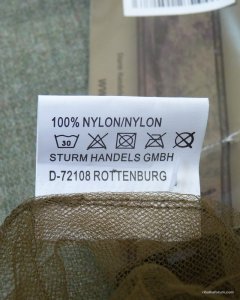 100% NYLON/NYLON
30
STURM HANDELS GMBH
D-72108 ROTTENBURG